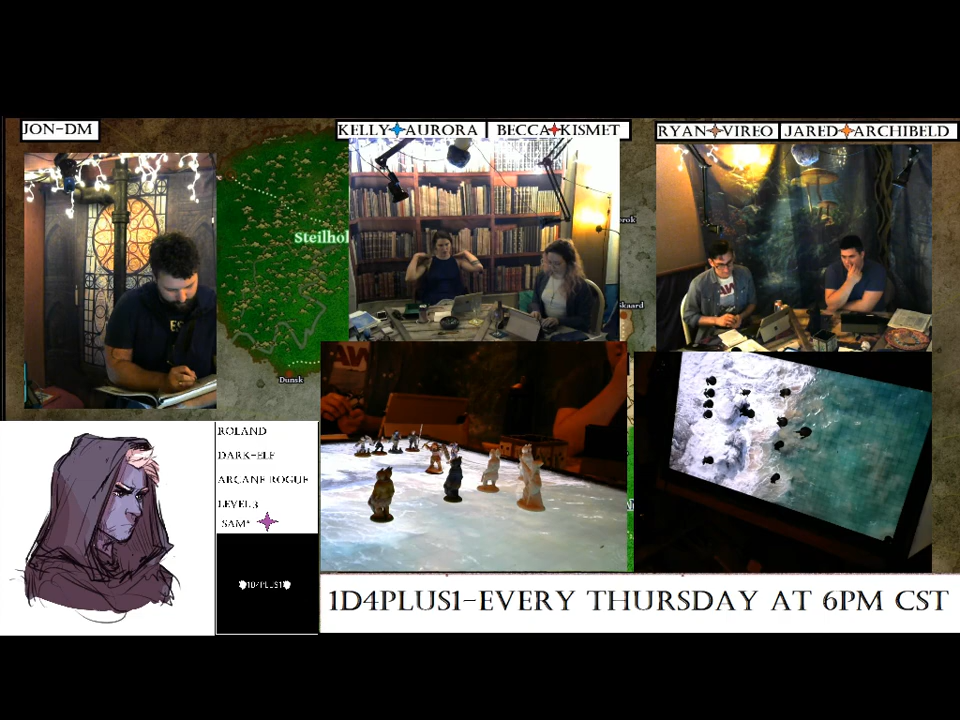 JON-DM
KELLY AURORA
BECCA KISMET
RYAN VIREO
JARED ARCHIBELD
Steilhol
Dunsk
skaard
ROLAND
DARK-ELF
ARCANE ROGUE
LEVEL 3
SAM*
1D4PLUS1
1D4PLUS1-EVERY THURSDAY AT 6PM CST